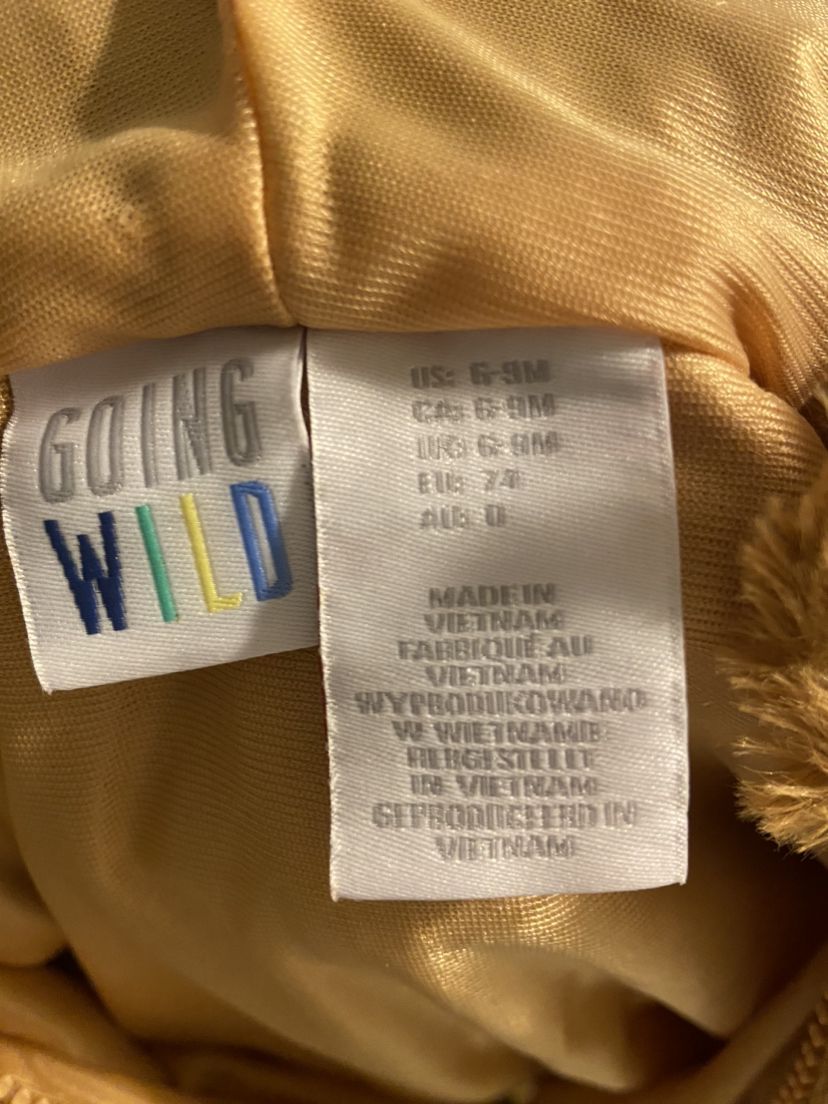 GOING
WILD
US: 6-9M
CA: 6-9M
UK: 6-9M
EU: 74
AU: 0
MADE IN
VIETNAM
FABRIQUÉ AU
VIETNAM
WYPRODUKOWANO
W WIETNAMIE
HERGESTELLT
IN VIETNAM
GEPRODUCEERD IN
VIETNAM